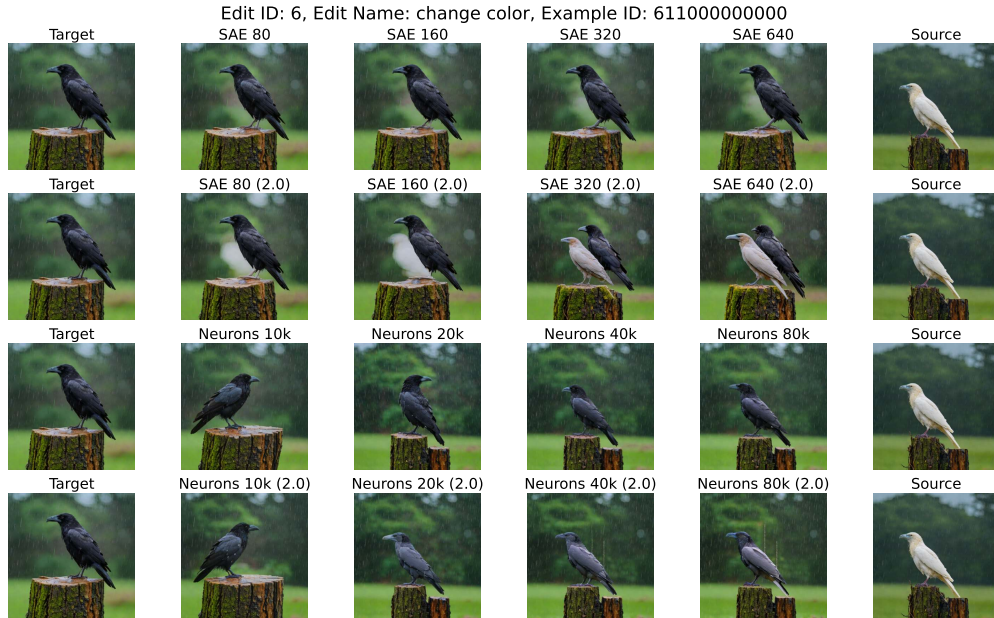 Edit ID: 6, Edit Name: change color, Example ID: 611000000000
Target SAE 80 SAE 160 SAE 320 SAE 640 Source
Target SAE 80 (2.0) SAE 160 (2.0) SAE 320 (2.0) SAE 640 (2.0) Source
Target Neurons 10k Neurons 20k Neurons 40k Neurons 80k Source
Target Neurons 10k (2.0) Neurons 20k (2.0) Neurons 40k (2.0) Neurons 80k (2.0) Source